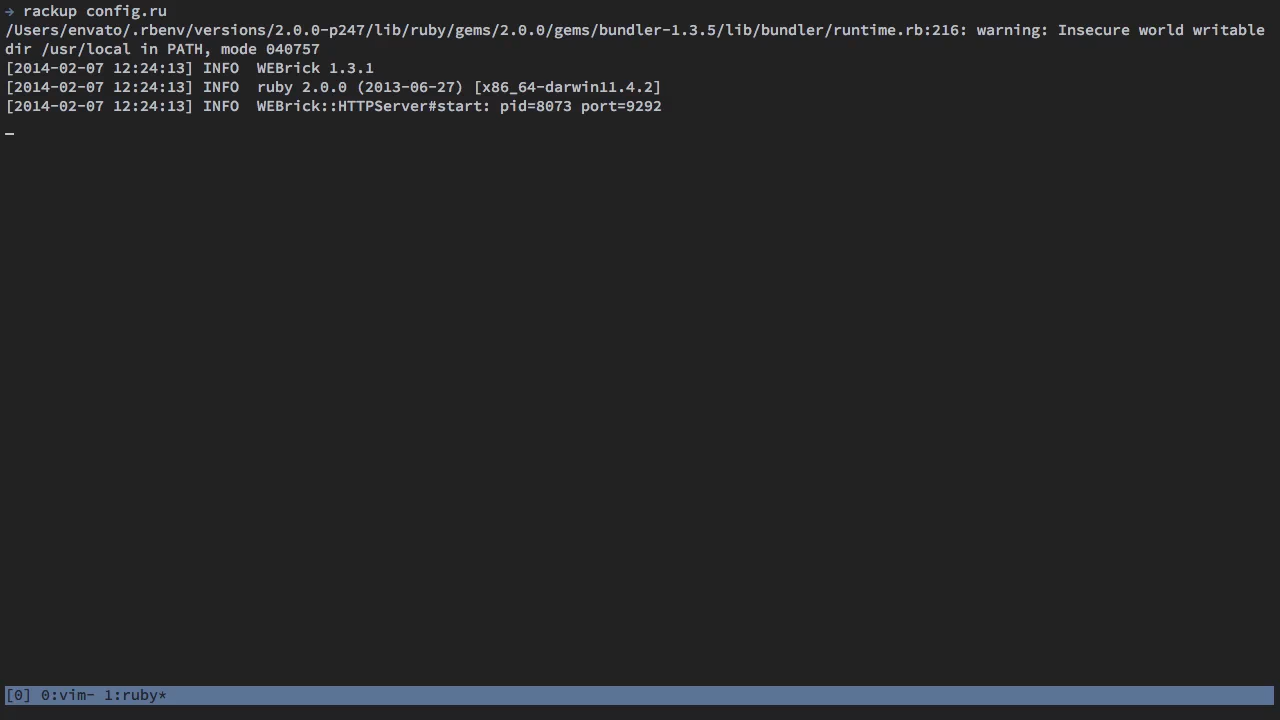 → rackup config.ru
/Users/envato/.rbenv/versions/2.0.0-p247/lib/ruby/gems/2.0.0/gems/bundler-1.3.5/lib/bundler/runtime.rb:216: warning: Insecure world writable
dir /usr/local in PATH, mode 040757
[2014-02-07 12:24:13] INFO  WEBrick 1.3.1
[2014-02-07 12:24:13] INFO  ruby 2.0.0 (2013-06-27) [x86_64-darwin11.4.2]
[2014-02-07 12:24:13] INFO  WEBrick::HTTPServer#start: pid=8073 port=9292
[0] 0:vim- 1:ruby*